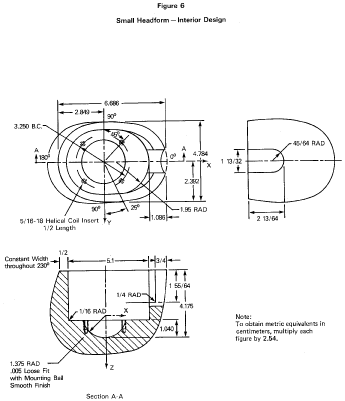 Figure 6
Small Headform — Interior Design
6.686
2.849
90°
3.250 B.C.
45°
A
180°
0°
A
X
4.784
2.392
1.95 RAD
25°
90°
Y
1.086
5/16-18 Helical Coil Insert
1/2 Length
45/64 RAD
1 13/32
2 13/64
1/2
Constant Width
throughout 230°
5.1
3/4
1/4 RAD
1 55/64
4.175
1/16 RAD
X
1.040
Z
1.375 RAD
.005 Loose Fit
with Mounting Ball
Smooth Finish
Section A-A
Note:
To obtain metric equivalents in
centimeters, multiply each
figure by 2.54.